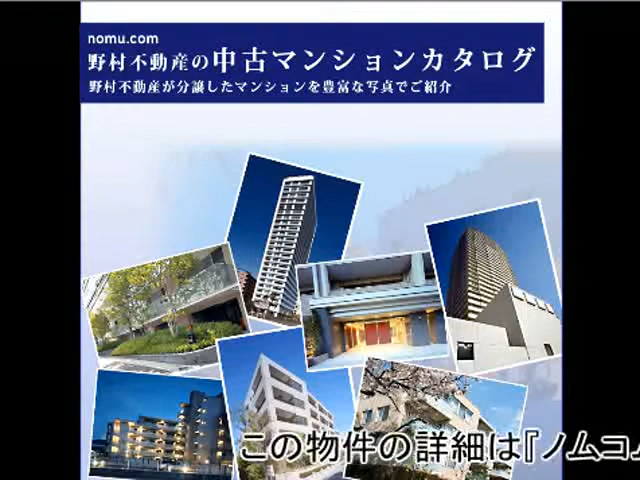 nomu.com
野村不動産の中古マンションカタログ
野村不動産が分譲したマンションを豊富な写真でご紹介
この物件の詳細は『ノムコム